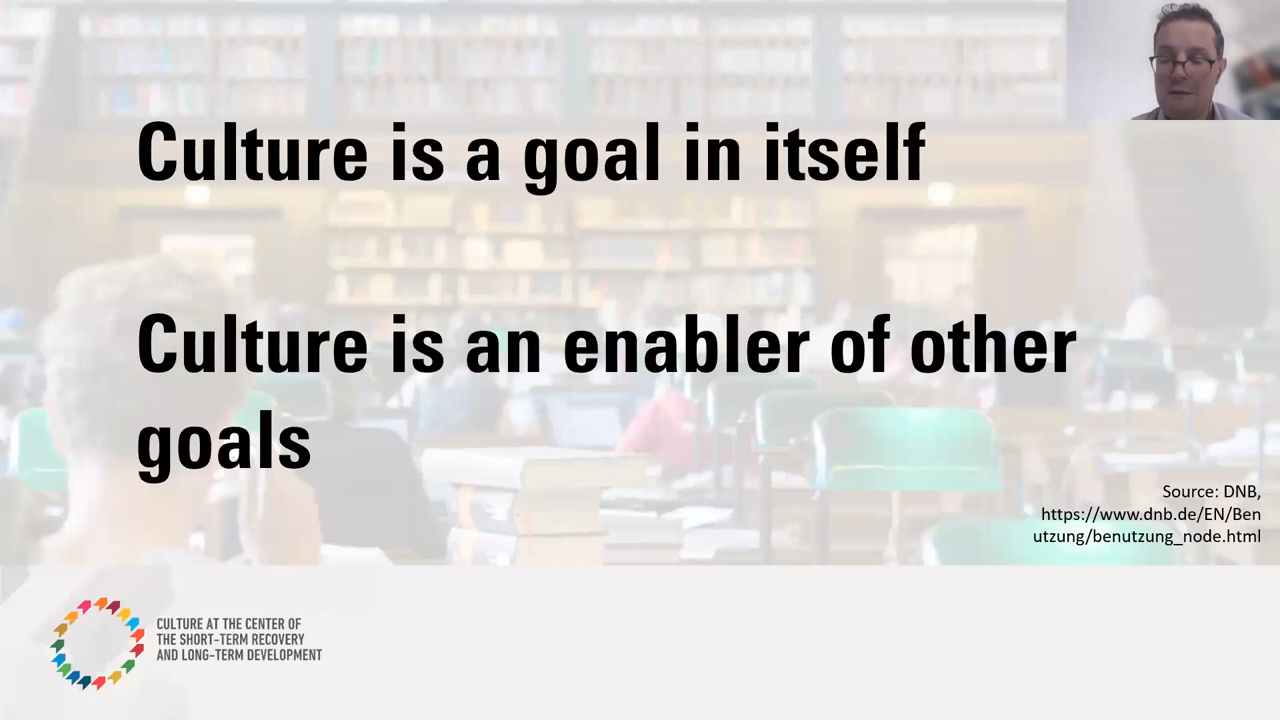 Culture is a goal in itself
Culture is an enabler of other
goals
Source: DNB,
https://www.dnb.de/EN/Ben
utzung/benutzung_node.html
CULTURE AT THE CENTER OF
THE SHORT-TERM RECOVERY
AND LONG-TERM DEVELOPMENT